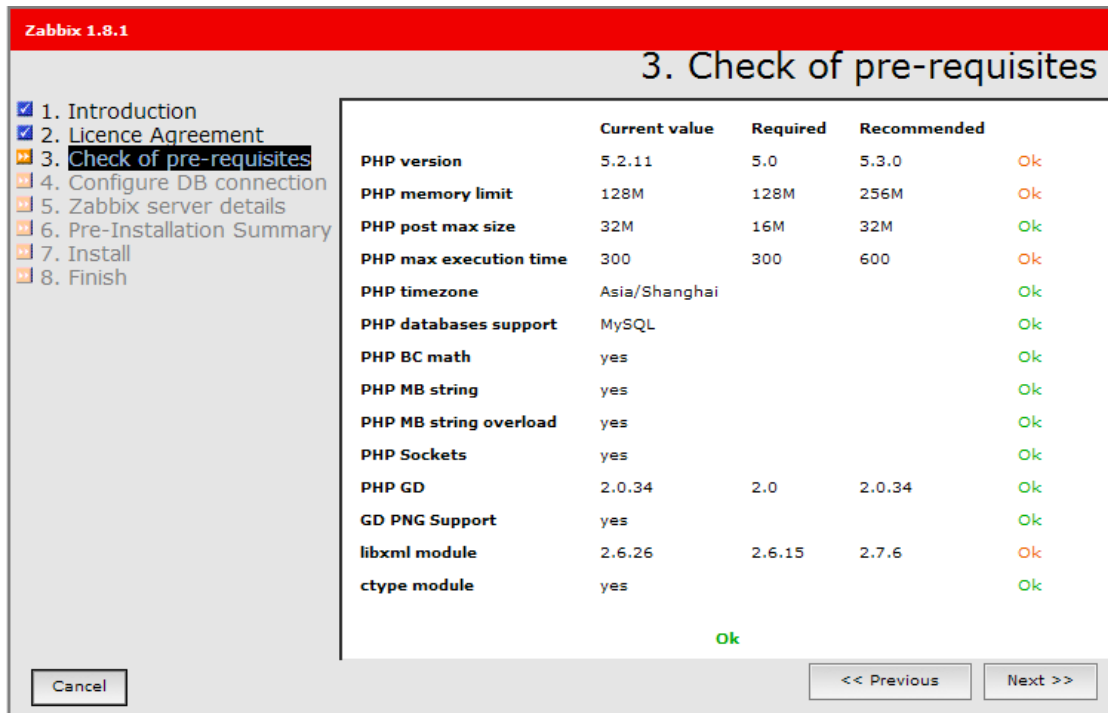 Zabbix 1.8.1
3. Check of pre-requisites
1. Introduction
2. Licence Agreement
3. Check of pre-requisites
4. Configure DB connection
5. Zabbix server details
6. Pre-Installation Summary
7. Install
8. Finish
Current value Required Recommended
PHP version 5.2.11 5.0 5.3.0 Ok
PHP memory limit 128M 128M 256M Ok
PHP post max size 32M 16M 32M Ok
PHP max execution time 300 300 600 Ok
PHP timezone Asia/Shanghai Ok
PHP databases support MySQL Ok
PHP BC math yes Ok
PHP MB string yes Ok
PHP MB string overload yes Ok
PHP Sockets yes Ok
PHP GD 2.0.34 2.0 2.0.34 Ok
GD PNG Support yes Ok
libxml module 2.6.26 2.6.15 2.7.6 Ok
ctype module yes Ok
Ok
Cancel << Previous Next >>